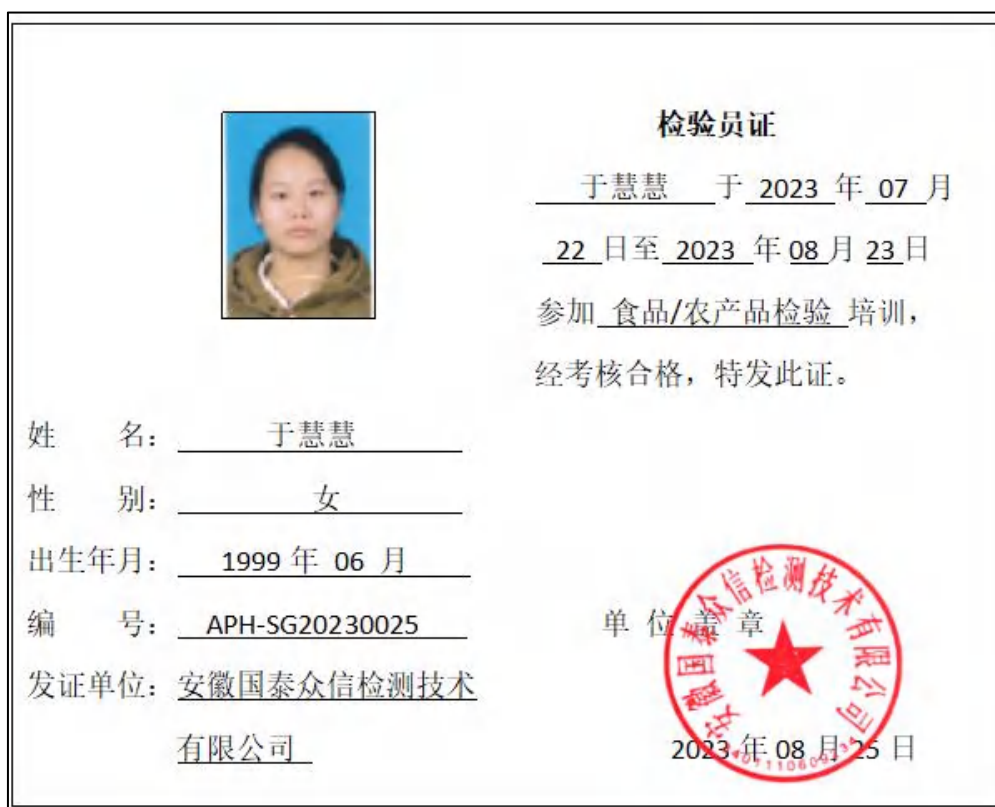 检验员证
于慧慧 于 2023 年 07 月
22 日至 2023 年 08 月 23 日
参加 食品/农产品检验 培训，
经考核合格，特发此证。
姓 名： 于慧慧
性 别： 女
出生年月： 1999 年 06 月
编 号： APH-SG20230025
发证单位：安徽国泰众信检测技术
有限公司
单 位 盖 章
安徽国泰众信检测技术有限公司
2023 年 08 月 25 日